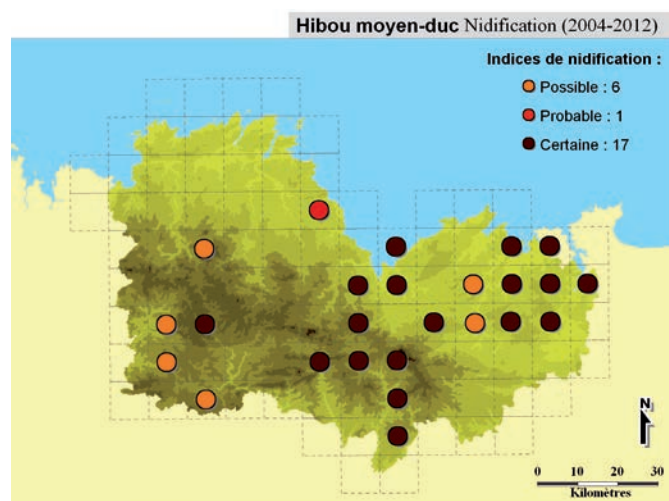 Hibou moyen-duc Nidification (2004-2012)
Indices de nidification :
Possible : 6
Probable : 1
Certaine : 17
N
0 10 20 30
Kilomètres